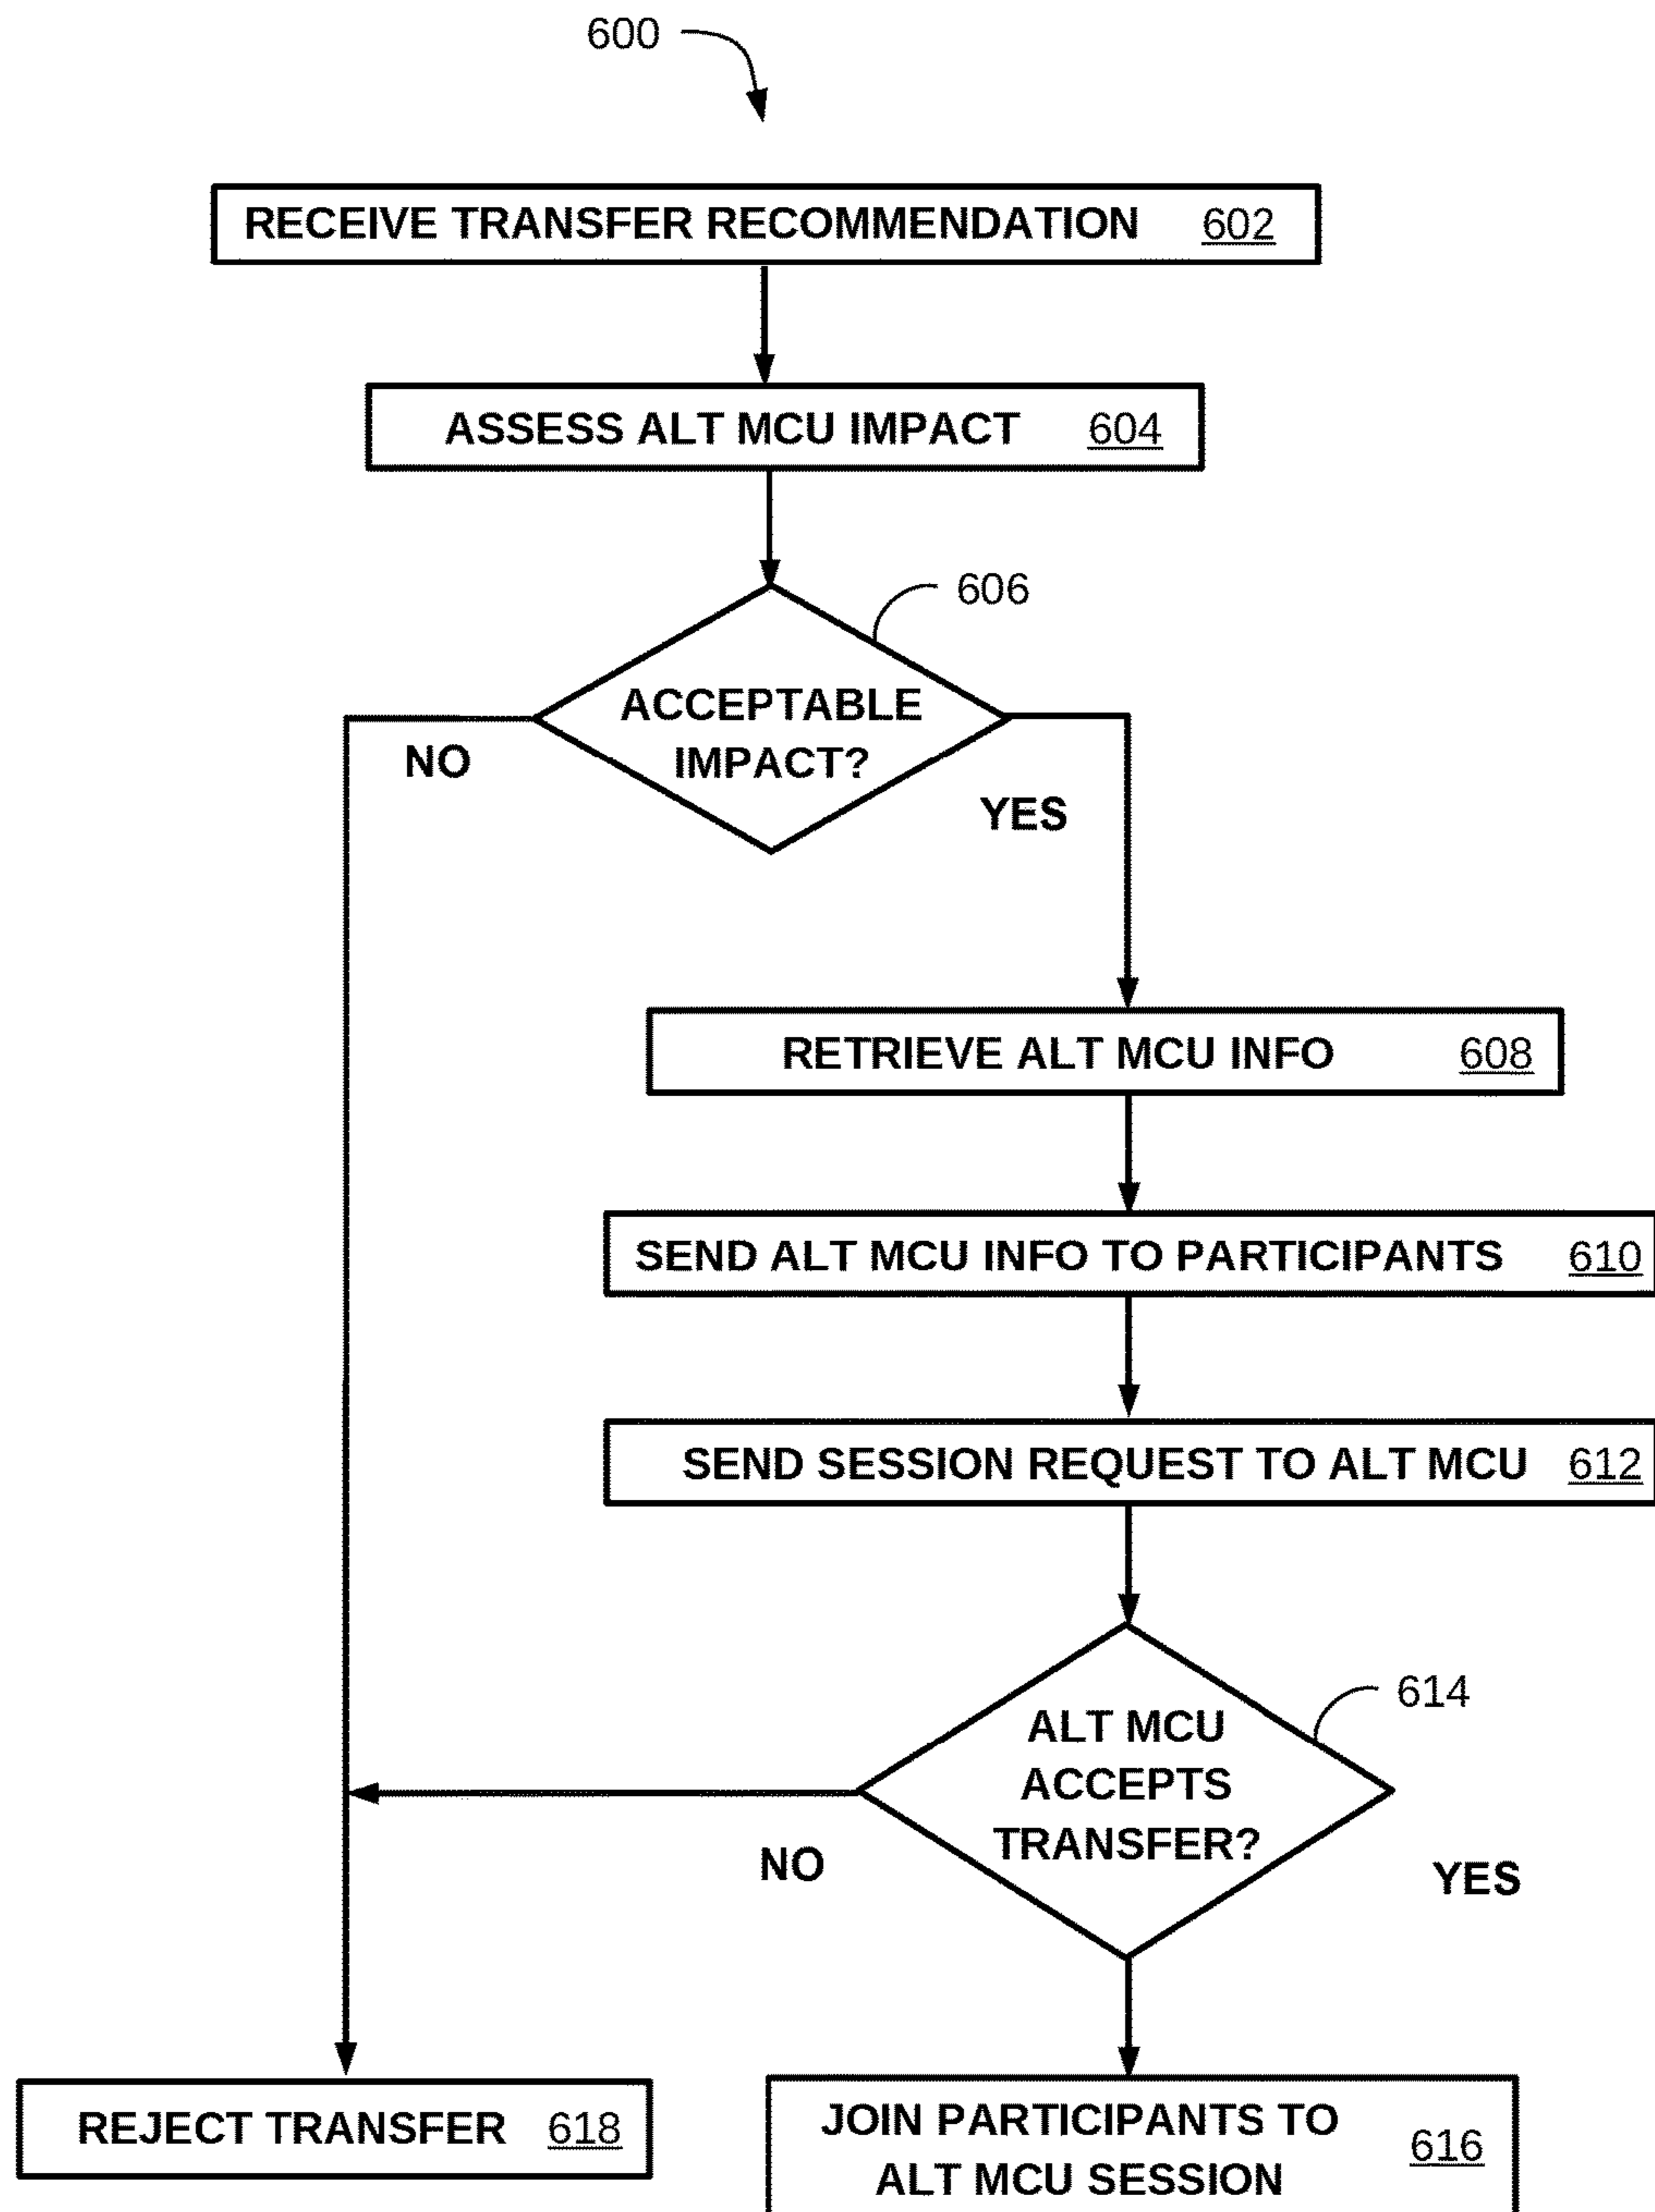 600
RECEIVE TRANSFER RECOMMENDATION 602
ASSESS ALT MCU IMPACT 604
606
ACCEPTABLE
IMPACT?
NO
YES
RETRIEVE ALT MCU INFO 608
SEND ALT MCU INFO TO PARTICIPANTS 610
SEND SESSION REQUEST TO ALT MCU 612
614
ALT MCU
ACCEPTS
TRANSFER?
NO
YES
REJECT TRANSFER 618
JOIN PARTICIPANTS TO
ALT MCU SESSION
616